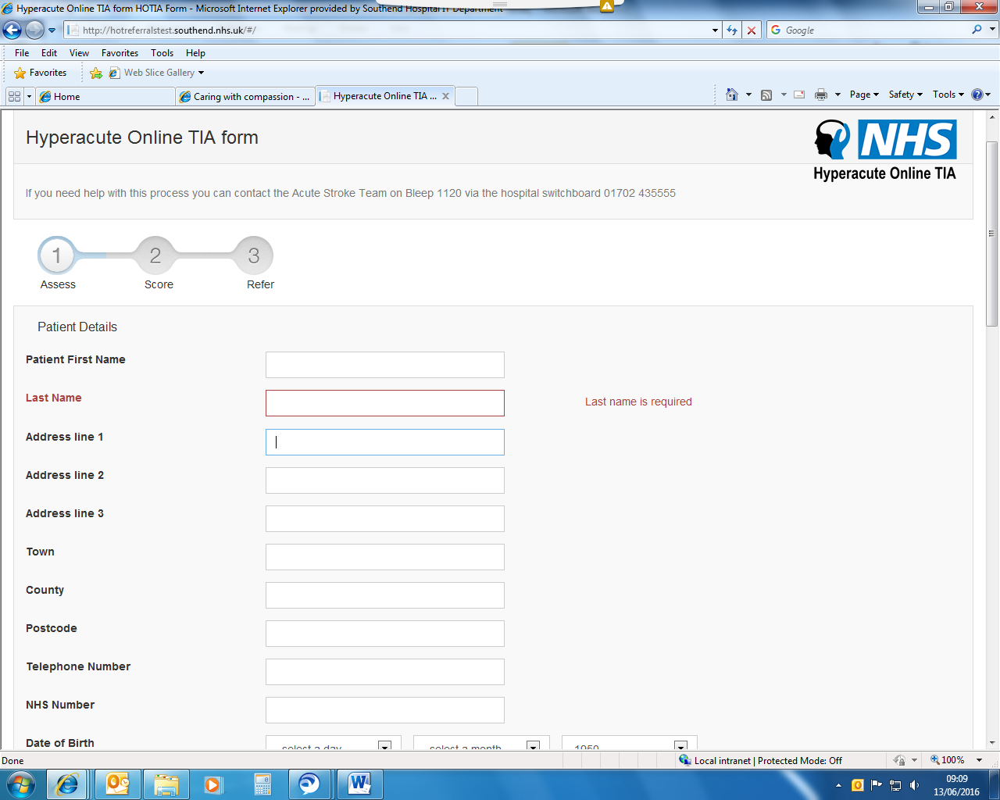 Hyperacute Online TIA form HOTIA Form - Microsoft Internet Explorer provided by Southend Hospital IT Department
http://hotreferralstest.southend.nhs.uk/#/
Google
File Edit View Favorites Tools Help
Favorites Web Slice Gallery
Home Caring with compassion - ... Hyperacute Online TIA ... Page Safety Tools
Hyperacute Online TIA form
NHS
Hyperacute Online TIA
If you need help with this process you can contact the Acute Stroke Team on Bleep 1120 via the hospital switchboard 01702 435555
1 2 3
Assess Score Refer
Patient Details
Patient First Name
Last Name Last name is required
Address line 1
Address line 2
Address line 3
Town
County
Postcode
Telephone Number
NHS Number
Date of Birth select a day select a month 1950
Done Local intranet | Protected Mode: Off 100%
09:09
13/06/2016